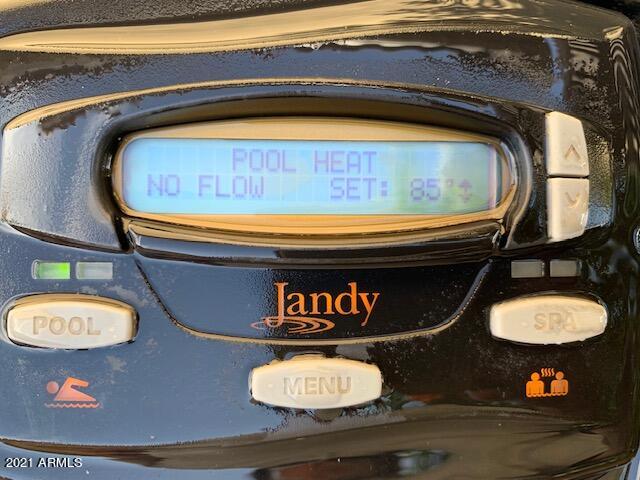 POOL HEAT
NO FLOW SET: 85°
Jandy
POOL
SPA
MENU
2021 ARMLS